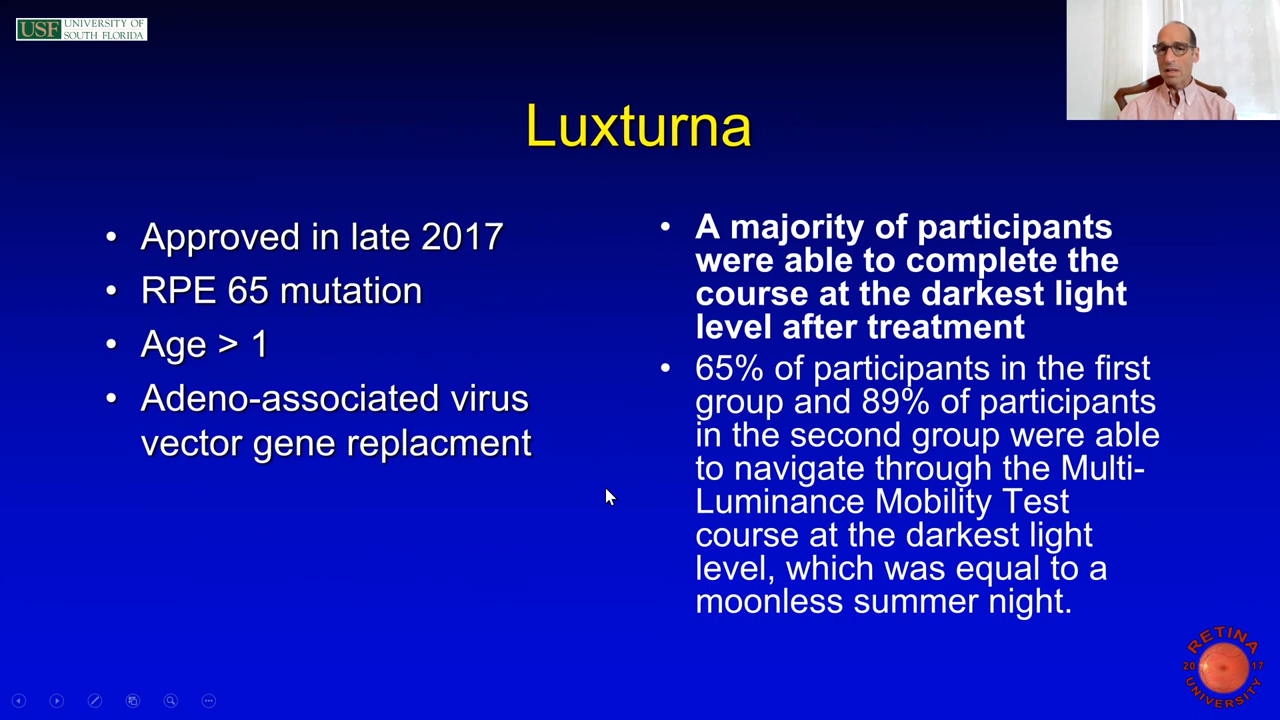 USF UNIVERSITY OF
SOUTH FLORIDA
Luxturna
• Approved in late 2017
• RPE 65 mutation
• Age > 1
• Adeno-associated virus
vector gene replacment
• A majority of participants
were able to complete the
course at the darkest light
level after treatment
• 65% of participants in the first
group and 89% of participants
in the second group were able
to navigate through the Multi-
Luminance Mobility Test
course at the darkest light
level, which was equal to a
moonless summer night.
RETINA
20 17
UNIVERSITY